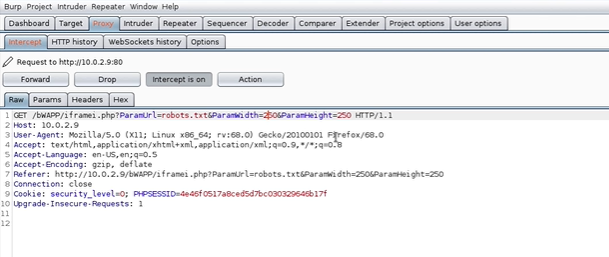 Burp Project Intruder Repeater Window Help
Dashboard Target Proxy Intruder Repeater Sequencer Decoder Comparer Extender Project options User options
Intercept HTTP history WebSockets history Options
Request to http://10.0.2.9:80
Forward Drop Intercept is on Action
Raw Params Headers Hex
1 GET /bWAPP/iframei.php?ParamUrl=robots.txt&ParamWidth=250&ParamHeight=250 HTTP/1.1
2 Host: 10.0.2.9
3 User-Agent: Mozilla/5.0 (X11; Linux x86_64; rv:68.0) Gecko/20100101 Firefox/68.0
4 Accept: text/html,application/xhtml+xml,application/xml;q=0.9,*/*;q=0.8
5 Accept-Language: en-US,en;q=0.5
6 Accept-Encoding: gzip, deflate
7 Referer: http://10.0.2.9/bWAPP/iframei.php?ParamUrl=robots.txt&ParamWidth=250&ParamHeight=250
8 Connection: close
9 Cookie: security_level=0; PHPSESSID=4e46f0517a8ced5d7bc030329646b17f
10 Upgrade-Insecure-Requests: 1
11
12